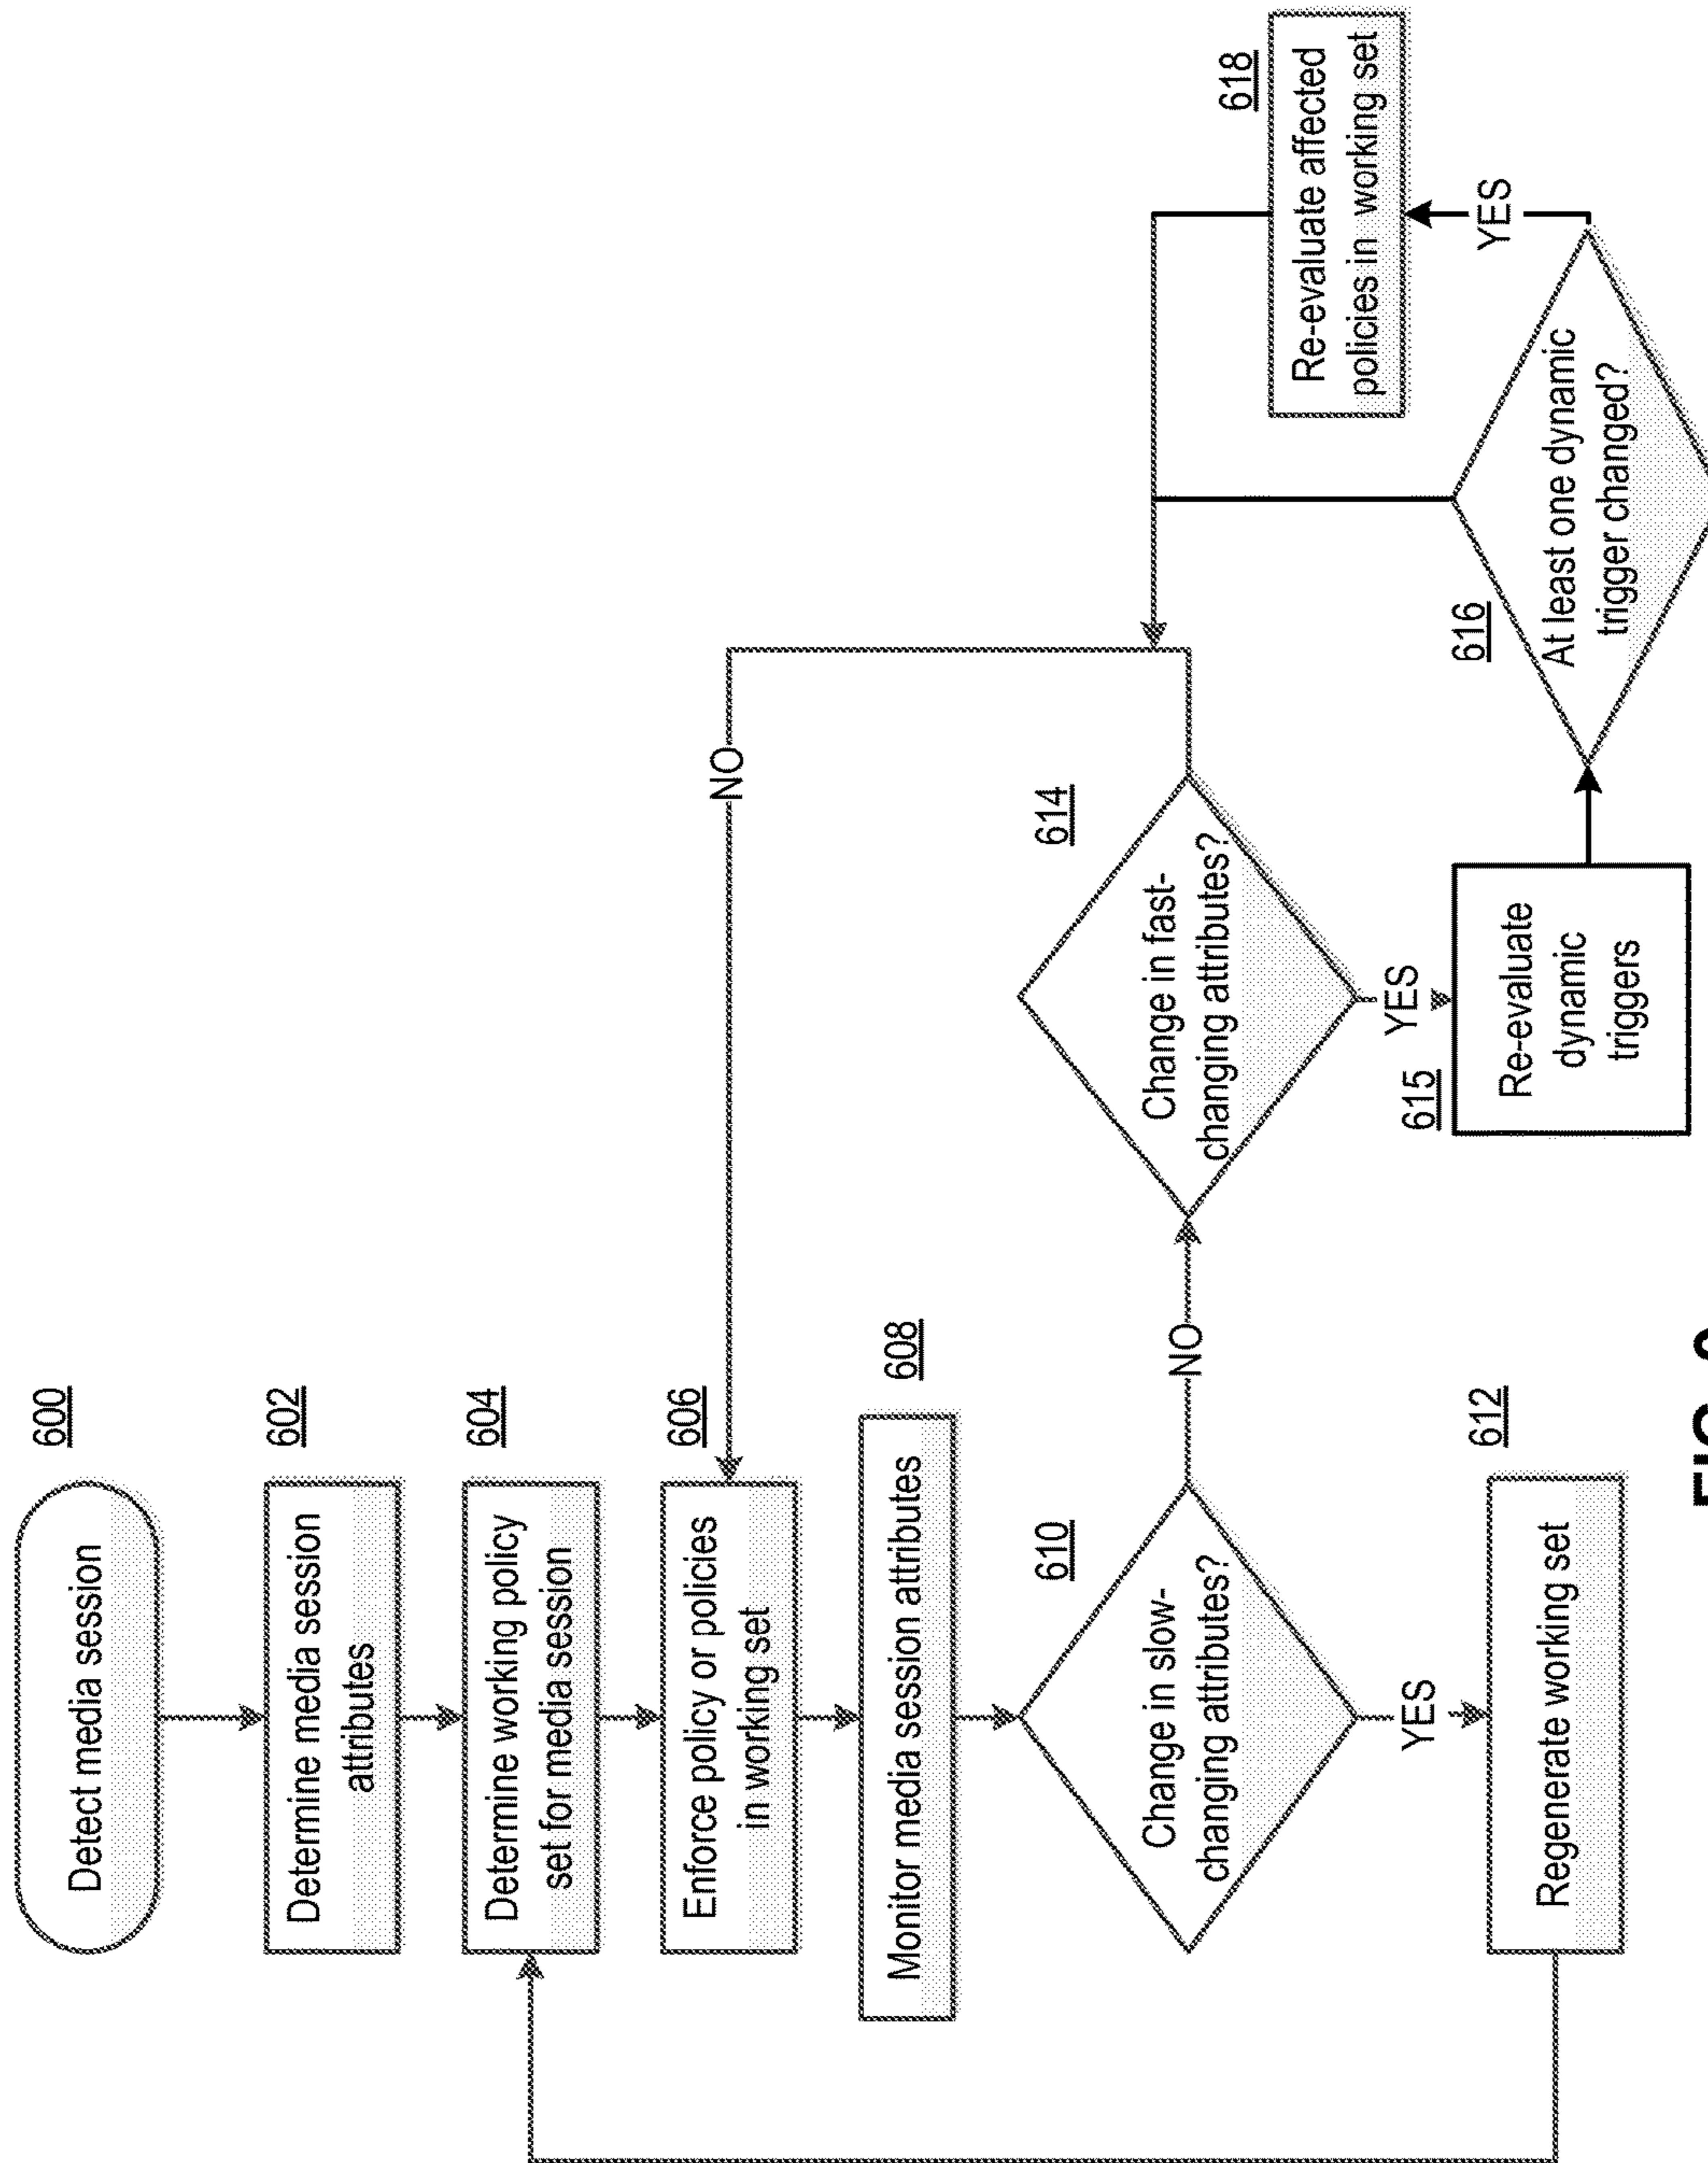 600
Detect media session
602
Determine media session
attributes
604
Determine working policy
set for media session
606
Enforce policy or policies
in working set
608
Monitor media session attributes
610
Change in slow-
changing attributes?
NO
YES
612
Regenerate working set
614
Change in fast-
changing attributes?
NO
YES
615
Re-evaluate
dynamic
triggers
616
At least one dynamic
trigger changed?
YES
618
Re-evaluate affected
policies in working set